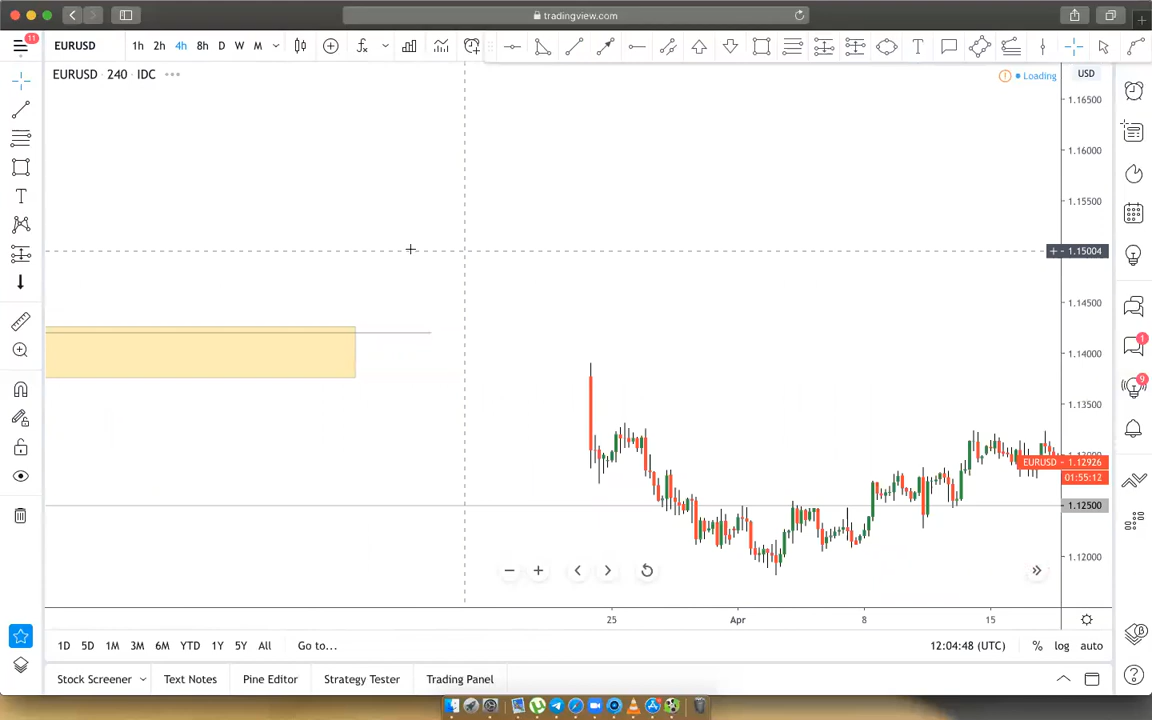 tradingview.com
11
EURUSD
1h 2h 4h 8h D W M
EURUSD · 240 · IDC
Loading
USD
1.16500
1.16000
1.15500
1.15004
1.14500
1.14000
1.13500
EURUSD 1.12926
01:55:12
1.12500
1.12000
1
9
25 Apr 8 15
1D 5D 1M 3M 6M YTD 1Y 5Y All Go to... 12:04:48 (UTC) % log auto
Stock Screener Text Notes Pine Editor Strategy Tester Trading Panel